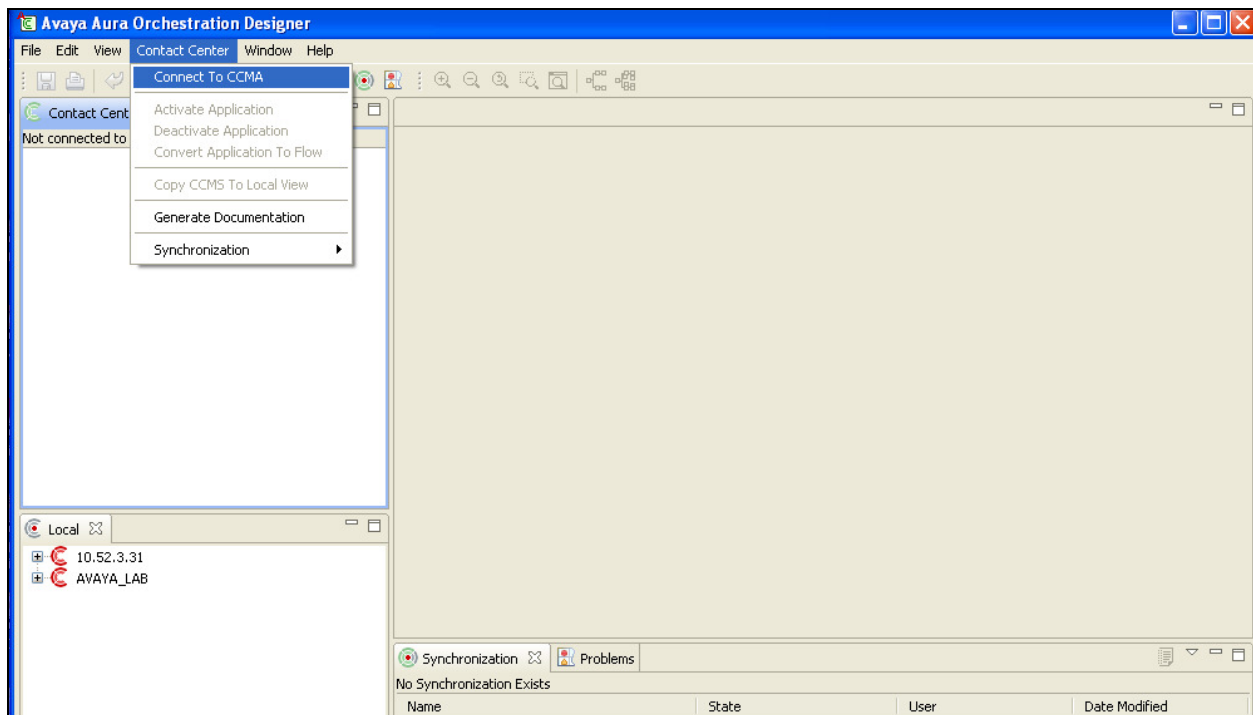 Avaya Aura Orchestration Designer
File Edit View Contact Center Window Help
Connect To CCMA
Contact Cent
Activate Application
Not connected to
Deactivate Application
Convert Application To Flow
Copy CCMS To Local View
Generate Documentation
Synchronization
Local
10.52.3.31
AVAYA_LAB
Synchronization Problems
No Synchronization Exists
Name State User Date Modified